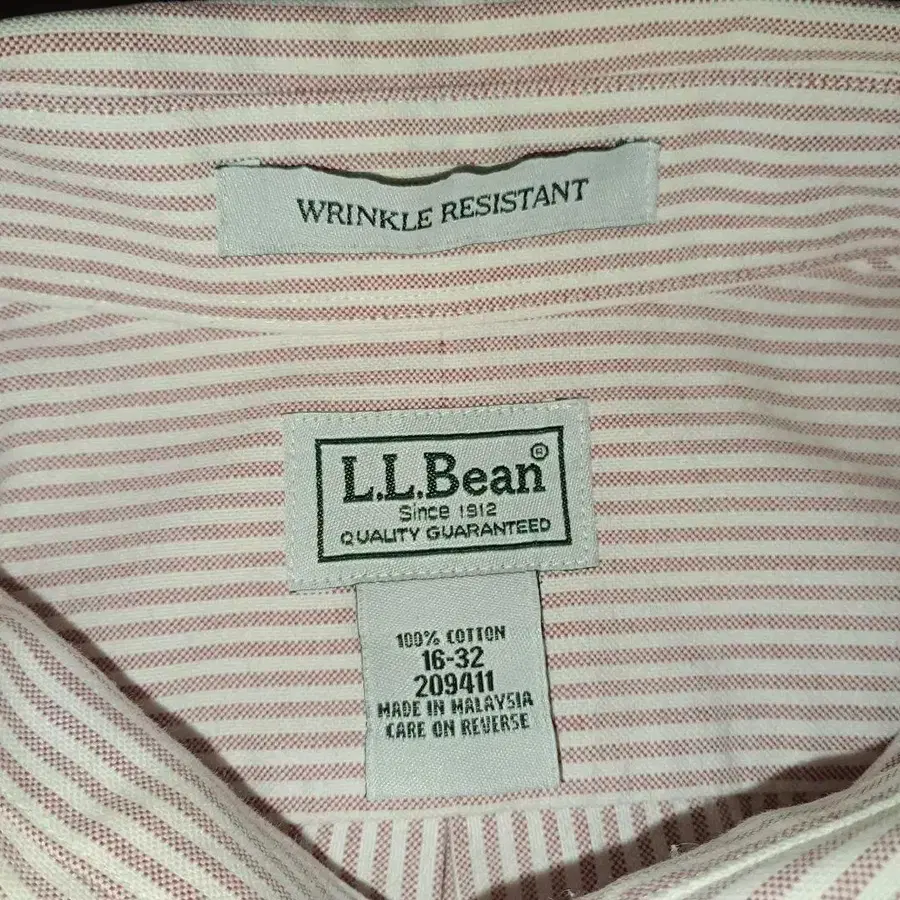 WRINKLE RESISTANT
L.L.Bean®
Since 1912
QUALITY GUARANTEED
100% COTTON
16-32
209411
MADE IN MALAYSIA
CARE ON REVERSE